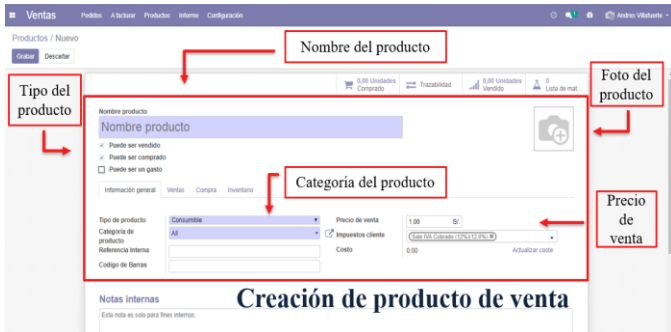 Ventas Pedidos A facturar Productos Informe Configuración Andres Villafuerte
Productos / Nuevo
Grabar Descartar
Nombre del producto
Tipo del
producto
Foto del
producto
0,00 Unidades
Comprado
Trazabilidad
0,00 Unidades
Vendido
0
Lista de mat...
Nombre producto
Nombre producto
Puede ser vendido
Puede ser comprado
Puede ser un gasto
Categoría del producto
Información general Ventas Compra Inventario
Precio
de
venta
Tipo de producto Consumible Precio de venta 1,00 S/.
Categoría de
producto
All Impuestos cliente
Referencia Interna Costo 0,00 Actualizar coste
Codigo de Barras
Notas internas
Esta nota es solo para fines internos.
Creación de producto de venta